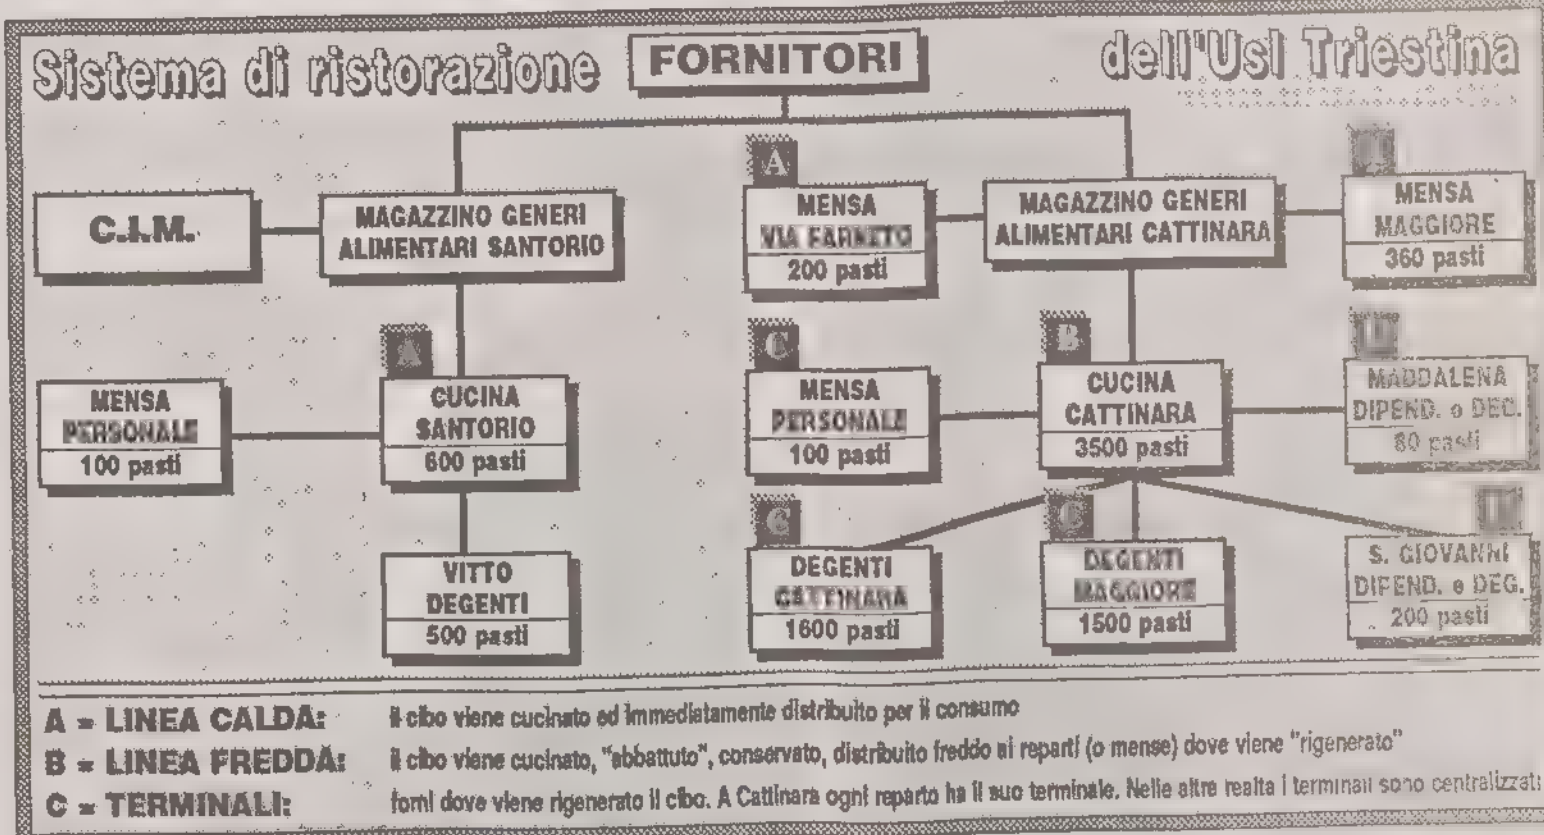 Sistema di ristorazione
FORNITORI
dell'Usl Triestina
C.I.M.
MAGAZZINO GENERI
ALIMENTARI SANTORIO
A
MENSA
VIA FARNETO
200 pasti
MAGAZZINO GENERI
ALIMENTARI CATTINARA
MENSA
MAGGIORE
360 pasti
MENSA
PERSONALE
100 pasti
A
CUCINA
SANTORIO
600 pasti
C
MENSA
PERSONALE
100 pasti
B
CUCINA
CATTINARA
3500 pasti
MADDALENA
DIPEND. e DEG.
80 pasti
VITTO
DEGENTI
500 pasti
C
DEGENTI
CATTINARA
1600 pasti
C
DEGENTI
MAGGIORE
1500 pasti
S. GIOVANNI
DIPEND. e DEG.
200 pasti
A = LINEA CALDA: il cibo viene cucinato ed immediatamente distribuito per il consumo
B = LINEA FREDDA: il cibo viene cucinato, "abbattuto", conservato, distribuito freddo ai reparti (o mense) dove viene "rigenerato"
C = TERMINALI: forni dove viene rigenerato il cibo. A Cattinara ogni reparto ha il suo terminale. Nelle altre realta i terminali sono centralizzati